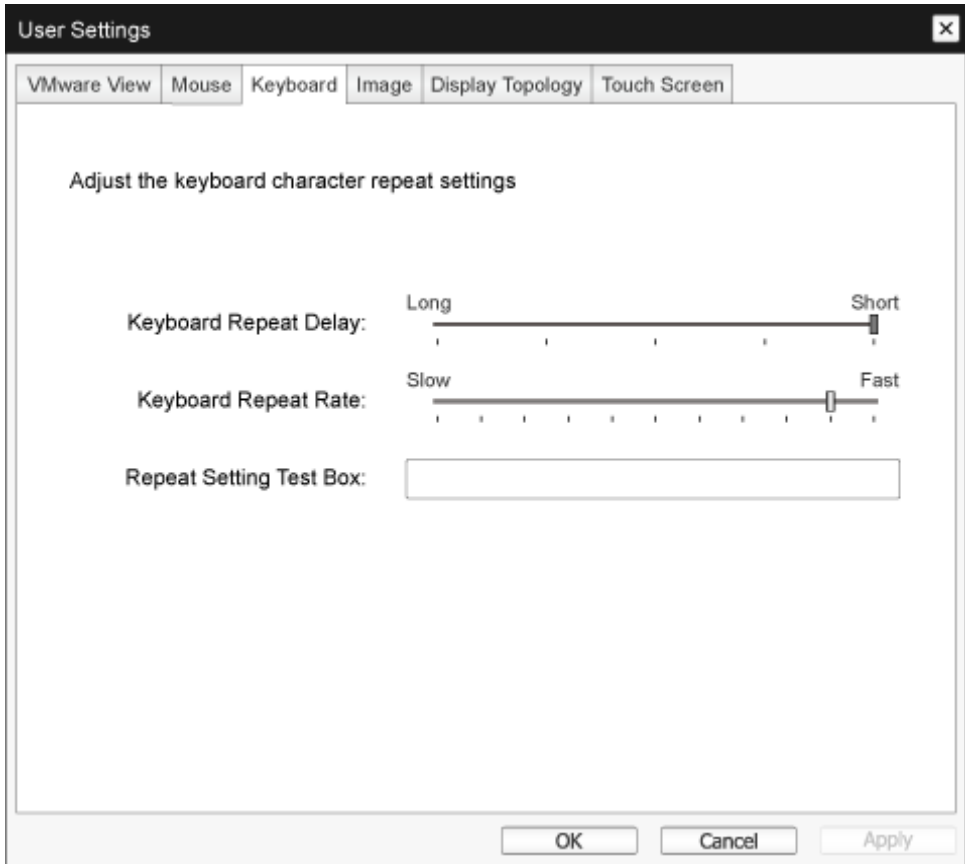 User Settings
VMware View Mouse Keyboard Image Display Topology Touch Screen
Adjust the keyboard character repeat settings
Long Short
Keyboard Repeat Delay:
Slow Fast
Keyboard Repeat Rate:
Repeat Setting Test Box:
OK Cancel Apply